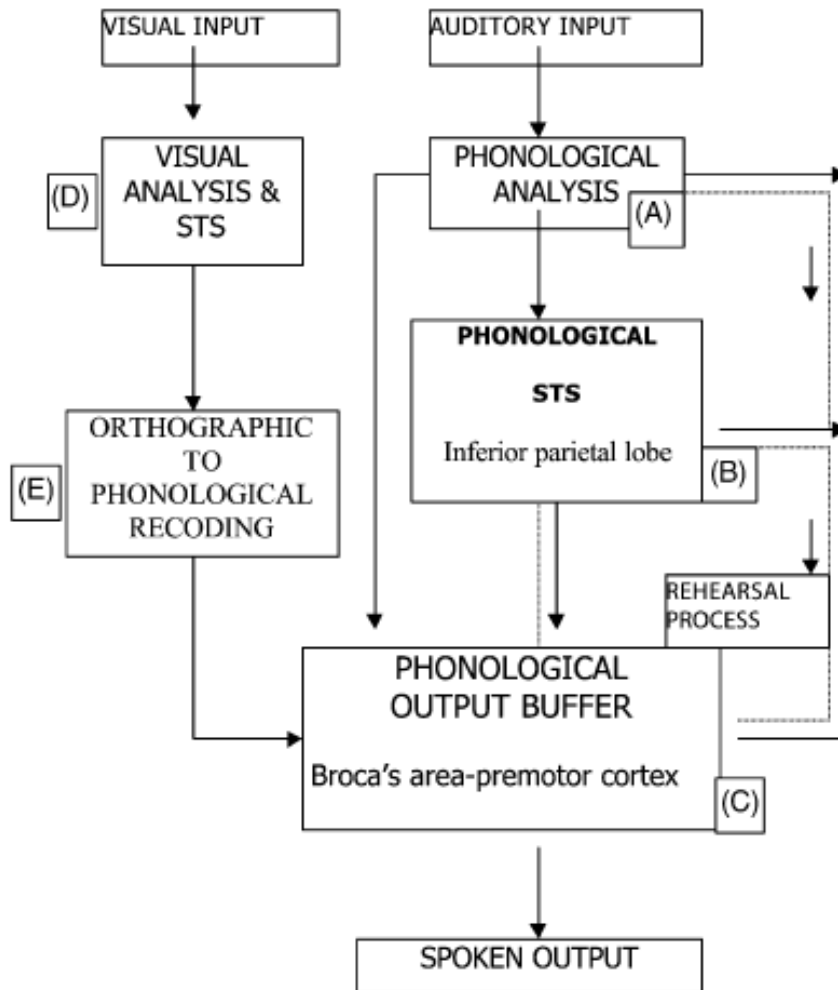 VISUAL INPUT
AUDITORY INPUT
VISUAL
ANALYSIS &
STS
(D)
PHONOLOGICAL
ANALYSIS
(A)
PHONOLOGICAL
STS
Inferior parietal lobe
(B)
ORTHOGRAPHIC
TO
PHONOLOGICAL
RECODING
(E)
REHEARSAL
PROCESS
PHONOLOGICAL
OUTPUT BUFFER
Broca's area-premotor cortex
(C)
SPOKEN OUTPUT